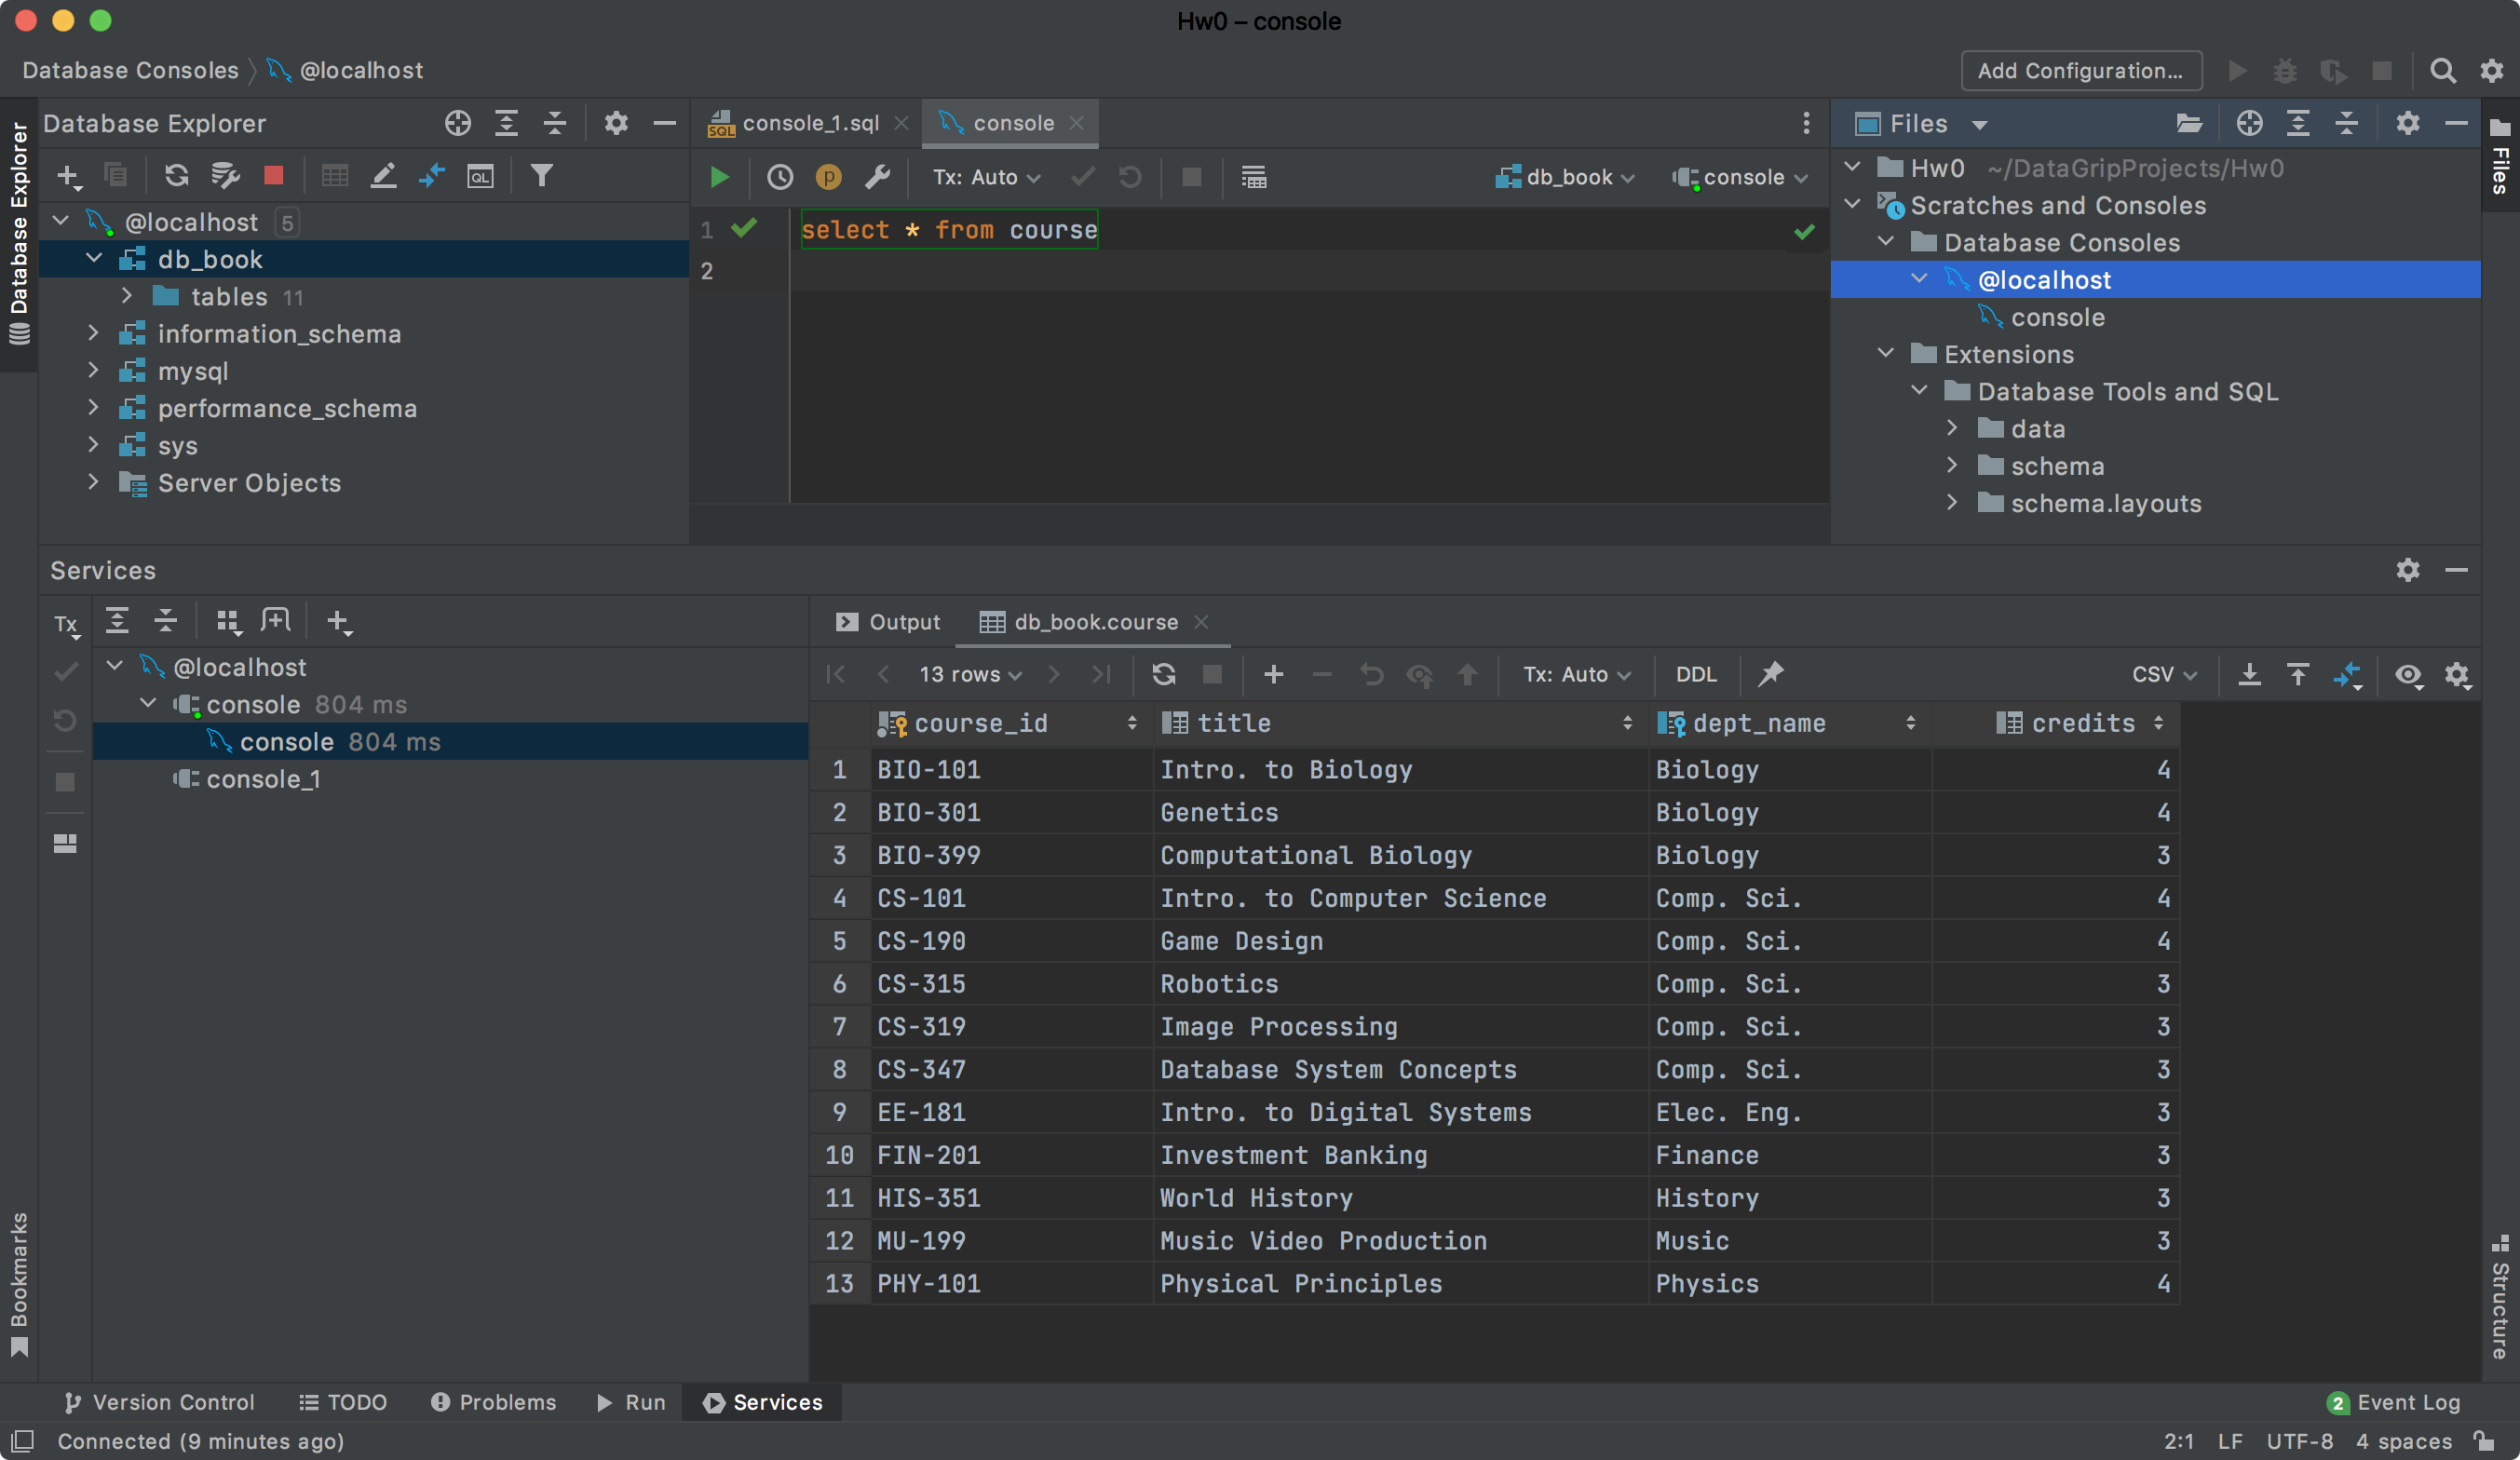 Hw0 – console
Database Consoles @localhost
Add Configuration...
Database Explorer
Database Explorer
@localhost 5
db_book
tables 11
information_schema
mysql
performance_schema
sys
Server Objects
console_1.sql
console
Tx: Auto
db_book
console
1 select * from course
2
Files
Hw0 ~/DataGripProjects/Hw0
Scratches and Consoles
Database Consoles
@localhost
console
Extensions
Database Tools and SQL
data
schema
schema.layouts
Files
Services
Tx
@localhost
console 804 ms
console 804 ms
console_1
Output
db_book.course
13 rows
Tx: Auto
DDL
CSV
course_id title dept_name credits
1 BIO-101 Intro. to Biology Biology 4
2 BIO-301 Genetics Biology 4
3 BIO-399 Computational Biology Biology 3
4 CS-101 Intro. to Computer Science Comp. Sci. 4
5 CS-190 Game Design Comp. Sci. 4
6 CS-315 Robotics Comp. Sci. 3
7 CS-319 Image Processing Comp. Sci. 3
8 CS-347 Database System Concepts Comp. Sci. 3
9 EE-181 Intro. to Digital Systems Elec. Eng. 3
10 FIN-201 Investment Banking Finance 3
11 HIS-351 World History History 3
12 MU-199 Music Video Production Music 3
13 PHY-101 Physical Principles Physics 4
Bookmarks
Structure
Version Control TODO Problems Run Services
2 Event Log
Connected (9 minutes ago)
2:1 LF UTF-8 4 spaces